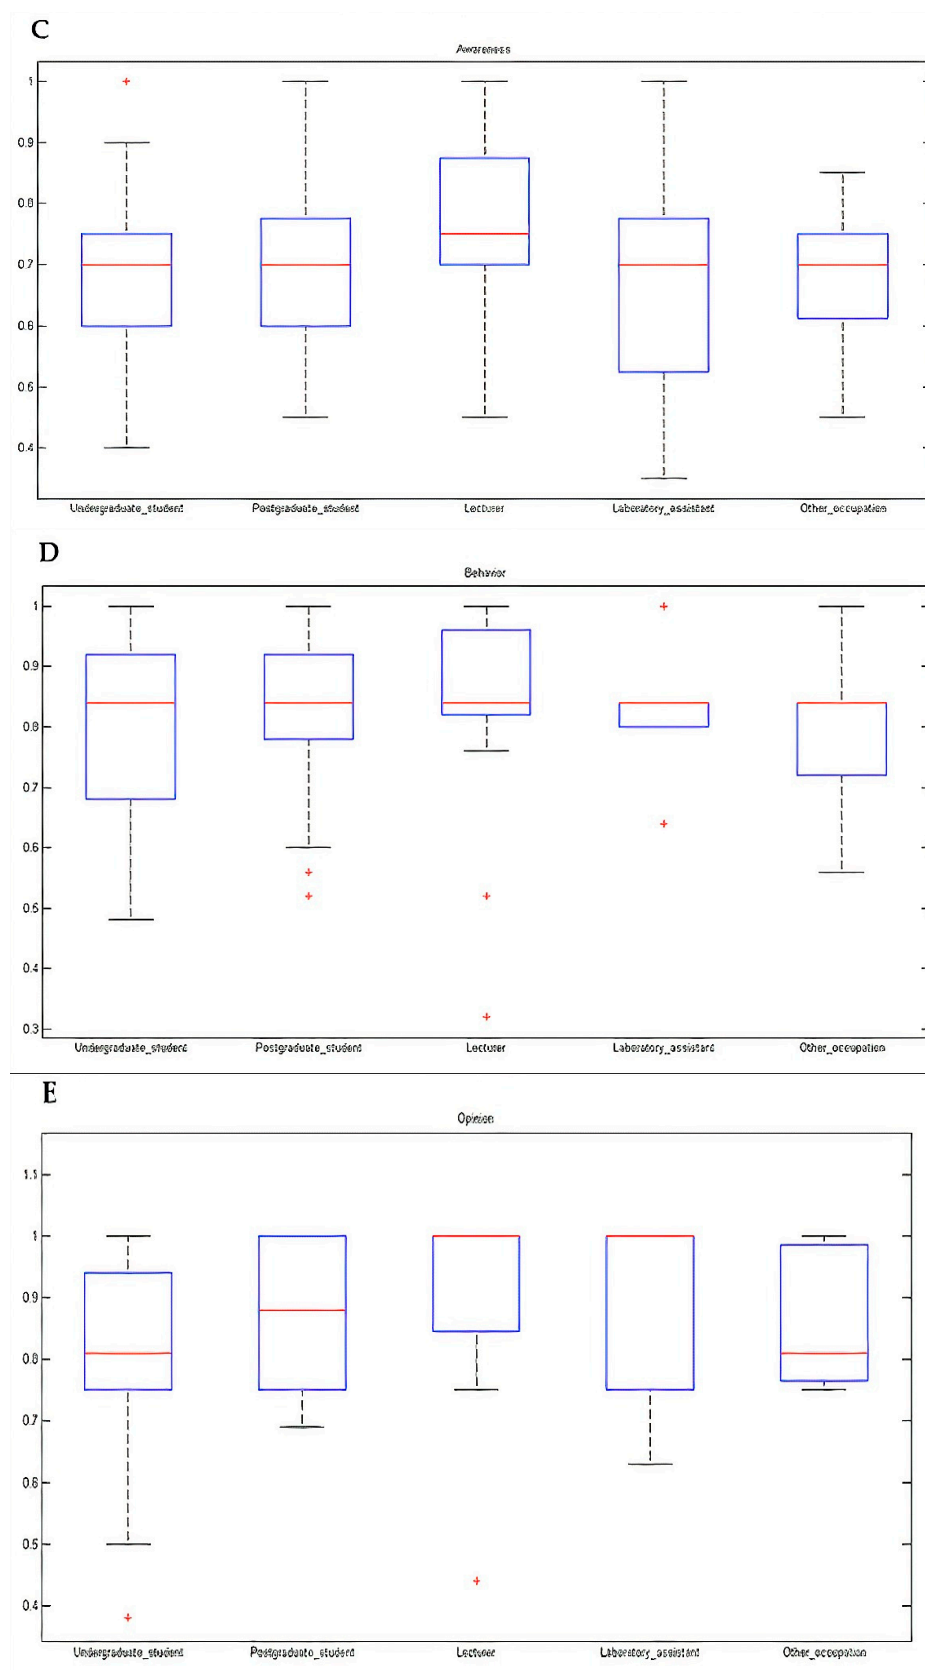 C
Awareness
1
0.9
0.8
0.7
0.6
0.4
Undergraduate_student Postgraduate_student Lecturer Laboratory_assistant Other_occupation
D
Behavior
1
0.9
0.8
0.7
0.6
0.5
0.4
0.3
Undergraduate_student Postgraduate_student Lecturer Laboratory_assistant Other_occupation
E
Opinion
1.1
1
0.9
0.8
0.7
0.6
0.5
0.4
Undergraduate_student Postgraduate_student Lecturer Laboratory_assistant Other_occupation